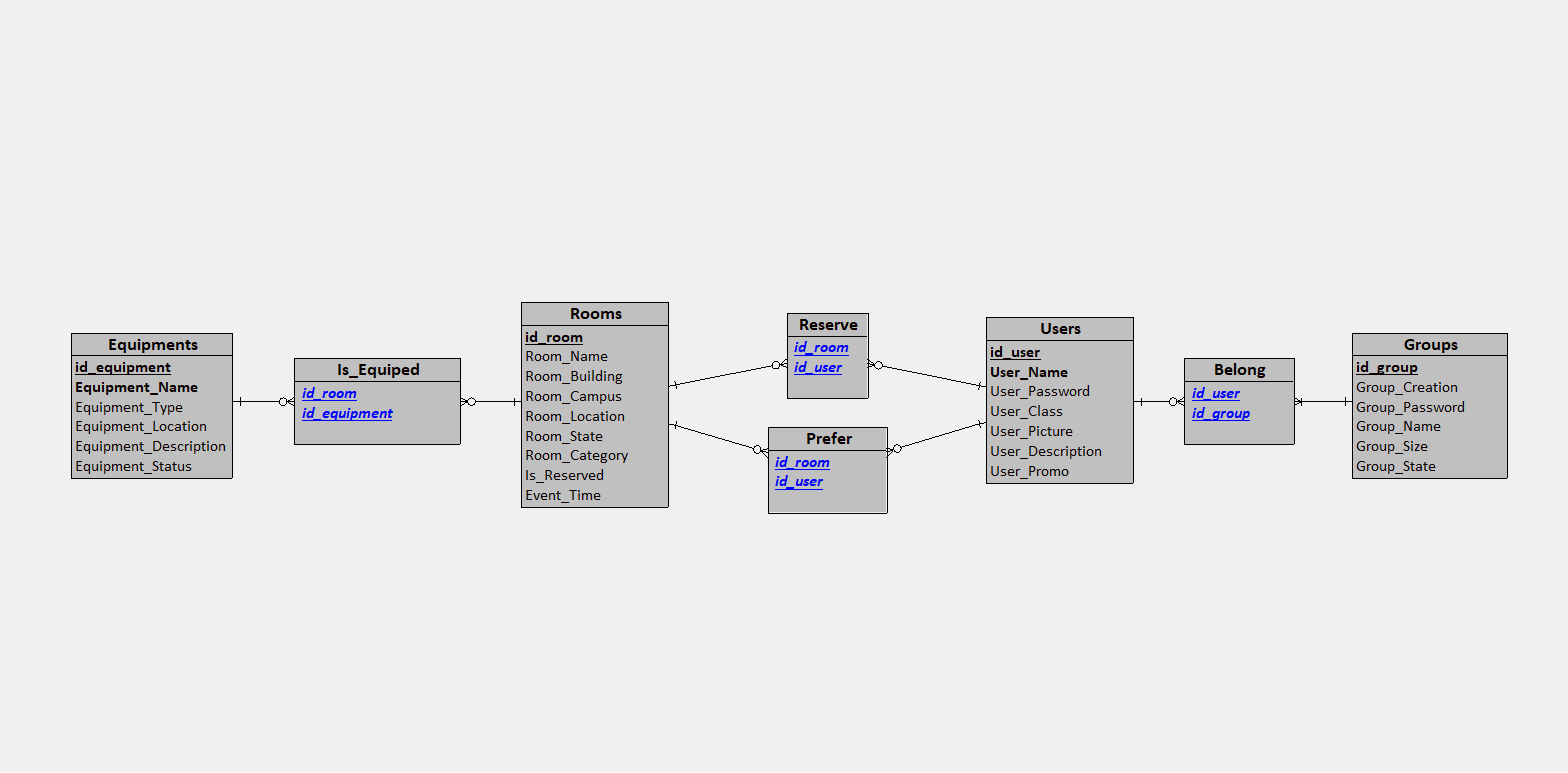 Equipments
id_equipment
Equipment_Name
Equipment_Type
Equipment_Location
Equipment_Description
Equipment_Status
Is_Equiped
id_room
id_equipment
Rooms
id_room
Room_Name
Room_Building
Room_Campus
Room_Location
Room_State
Room_Category
Is_Reserved
Event_Time
Reserve
id_room
id_user
Prefer
id_room
id_user
Users
id_user
User_Name
User_Password
User_Class
User_Picture
User_Description
User_Promo
Belong
id_user
id_group
Groups
id_group
Group_Creation
Group_Password
Group_Name
Group_Size
Group_State